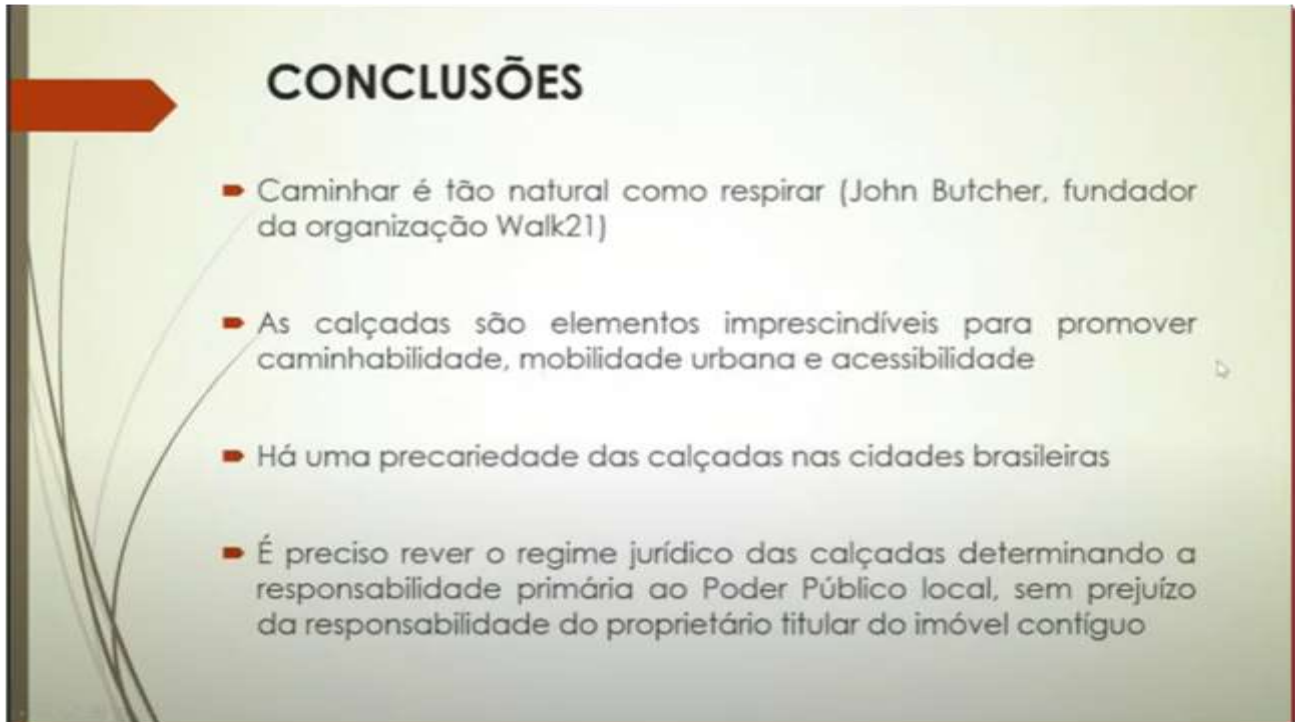 CONCLUSÕES
Caminhar é tão natural como respirar (John Butcher, fundador
da organização Walk21)
As calçadas são elementos imprescindíveis para promover
caminhabilidade, mobilidade urbana e acessibilidade
Há uma precariedade das calçadas nas cidades brasileiras
É preciso rever o regime jurídico das calçadas determinando a
responsabilidade primária ao Poder Público local, sem prejuízo
da responsabilidade do proprietário titular do imóvel contíguo